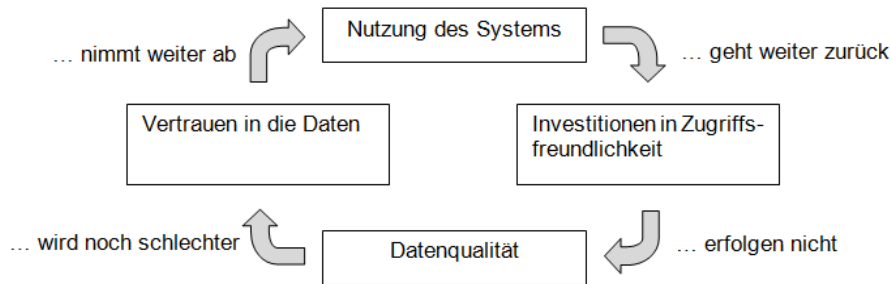 Nutzung des Systems
… nimmt weiter ab
… geht weiter zurück
Vertrauen in die Daten
Investitionen in Zugriffs-
freundlichkeit
… wird noch schlechter
Datenqualität
… erfolgen nicht